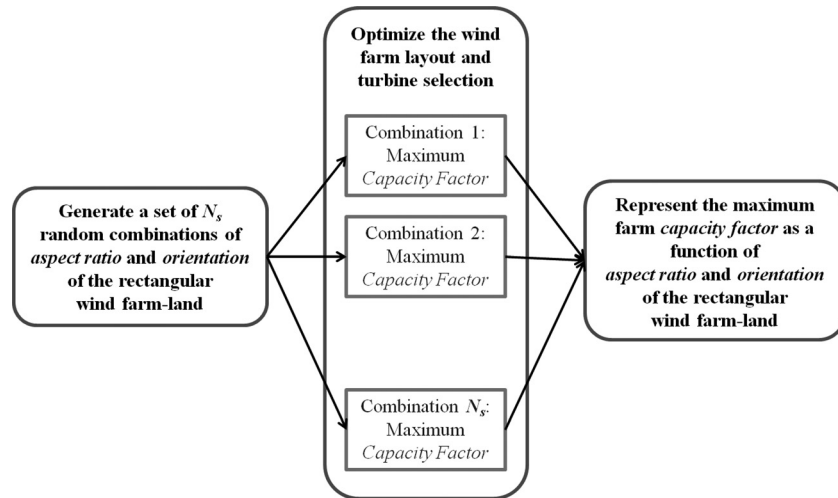 Generate a set of Ns
random combinations of
aspect ratio and orientation
of the rectangular
wind farm-land
Optimize the wind
farm layout and
turbine selection
Combination 1:
Maximum
Capacity Factor
Combination 2:
Maximum
Capacity Factor
Combination Ns:
Maximum
Capacity Factor
Represent the maximum
farm capacity factor as a
function of
aspect ratio and orientation
of the rectangular
wind farm-land